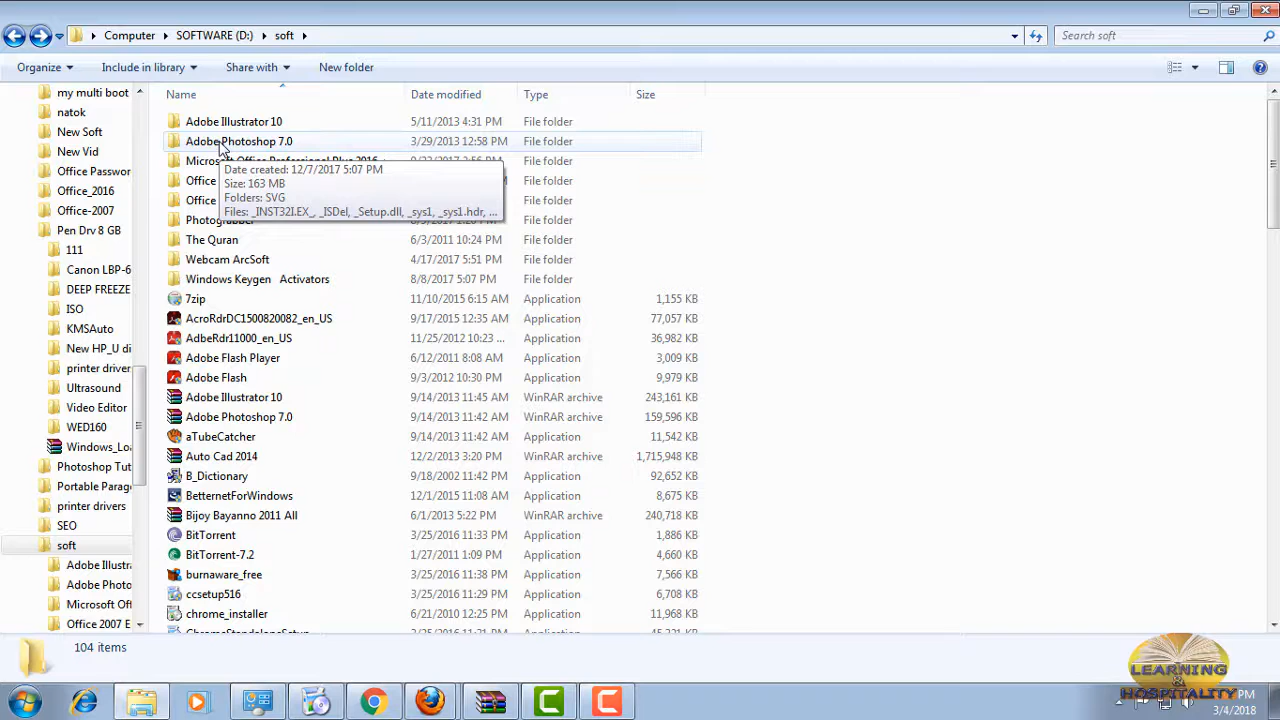 Computer SOFTWARE (D:) soft
Search soft
Organize Include in library Share with New folder
my multi boot
natok
New Soft
New Vid
Office Passwor
Office_2016
Office-2007
Pen Drv 8 GB
111
Canon LBP-6
DEEP FREEZE
ISO
KMSAuto
New HP_U di
printer driver
Ultrasound
Video Editor
WED160
Windows_Loa
Photoshop Tut
Portable Parag
printer drivers
SEO
soft
Adobe Illustra
Adobe Photo
Microsoft Off
Office 2007 E
Name Date modified Type Size
Adobe Illustrator 10 5/11/2013 4:31 PM File folder
Adobe Photoshop 7.0 3/29/2013 12:58 PM File folder
Microsoft Office Professional Plus 2016 File folder
Date created: 12/7/2017 5:07 PM
Size: 163 MB
Folders: SVG
Files: _INST32I.EX_, _ISDel, _Setup.dll, _sys1, _sys1.hdr, ...
Office File folder
Office File folder
Photograbber File folder
The Quran 6/3/2011 10:24 PM File folder
Webcam ArcSoft 4/17/2017 5:51 PM File folder
Windows Keygen Activators 8/8/2017 5:07 PM File folder
7zip 11/10/2015 6:15 AM Application 1,155 KB
AcroRdrDC1500820082_en_US 9/17/2015 12:35 AM Application 77,057 KB
AdbeRdr11000_en_US 11/25/2012 10:23 ... Application 36,982 KB
Adobe Flash Player 6/12/2011 8:08 AM Application 3,009 KB
Adobe Flash 9/3/2012 10:30 PM Application 9,979 KB
Adobe Illustrator 10 9/14/2013 11:45 AM WinRAR archive 243,161 KB
Adobe Photoshop 7.0 9/14/2013 11:42 AM WinRAR archive 159,596 KB
aTubeCatcher 9/14/2013 11:42 AM Application 11,542 KB
Auto Cad 2014 12/2/2013 3:20 PM WinRAR archive 1,715,948 KB
B_Dictionary 9/18/2002 11:42 AM Application 92,652 KB
BetternetForWindows 12/1/2015 11:08 AM Application 8,675 KB
Bijoy Bayanno 2011 All 6/1/2013 5:22 PM WinRAR archive 240,718 KB
BitTorrent 3/25/2016 11:33 PM Application 1,886 KB
BitTorrent-7.2 1/27/2011 1:09 PM Application 4,660 KB
burnaware_free 3/25/2016 11:38 PM Application 7,566 KB
ccsetup516 3/25/2016 11:29 PM Application 6,708 KB
chrome_installer 6/21/2010 12:25 PM Application 11,968 KB
ChromeStandaloneSetup 3/25/2016 11:21 PM Application
104 items
LEARNING
&
HOSPITALITY
PM
3/4/2018